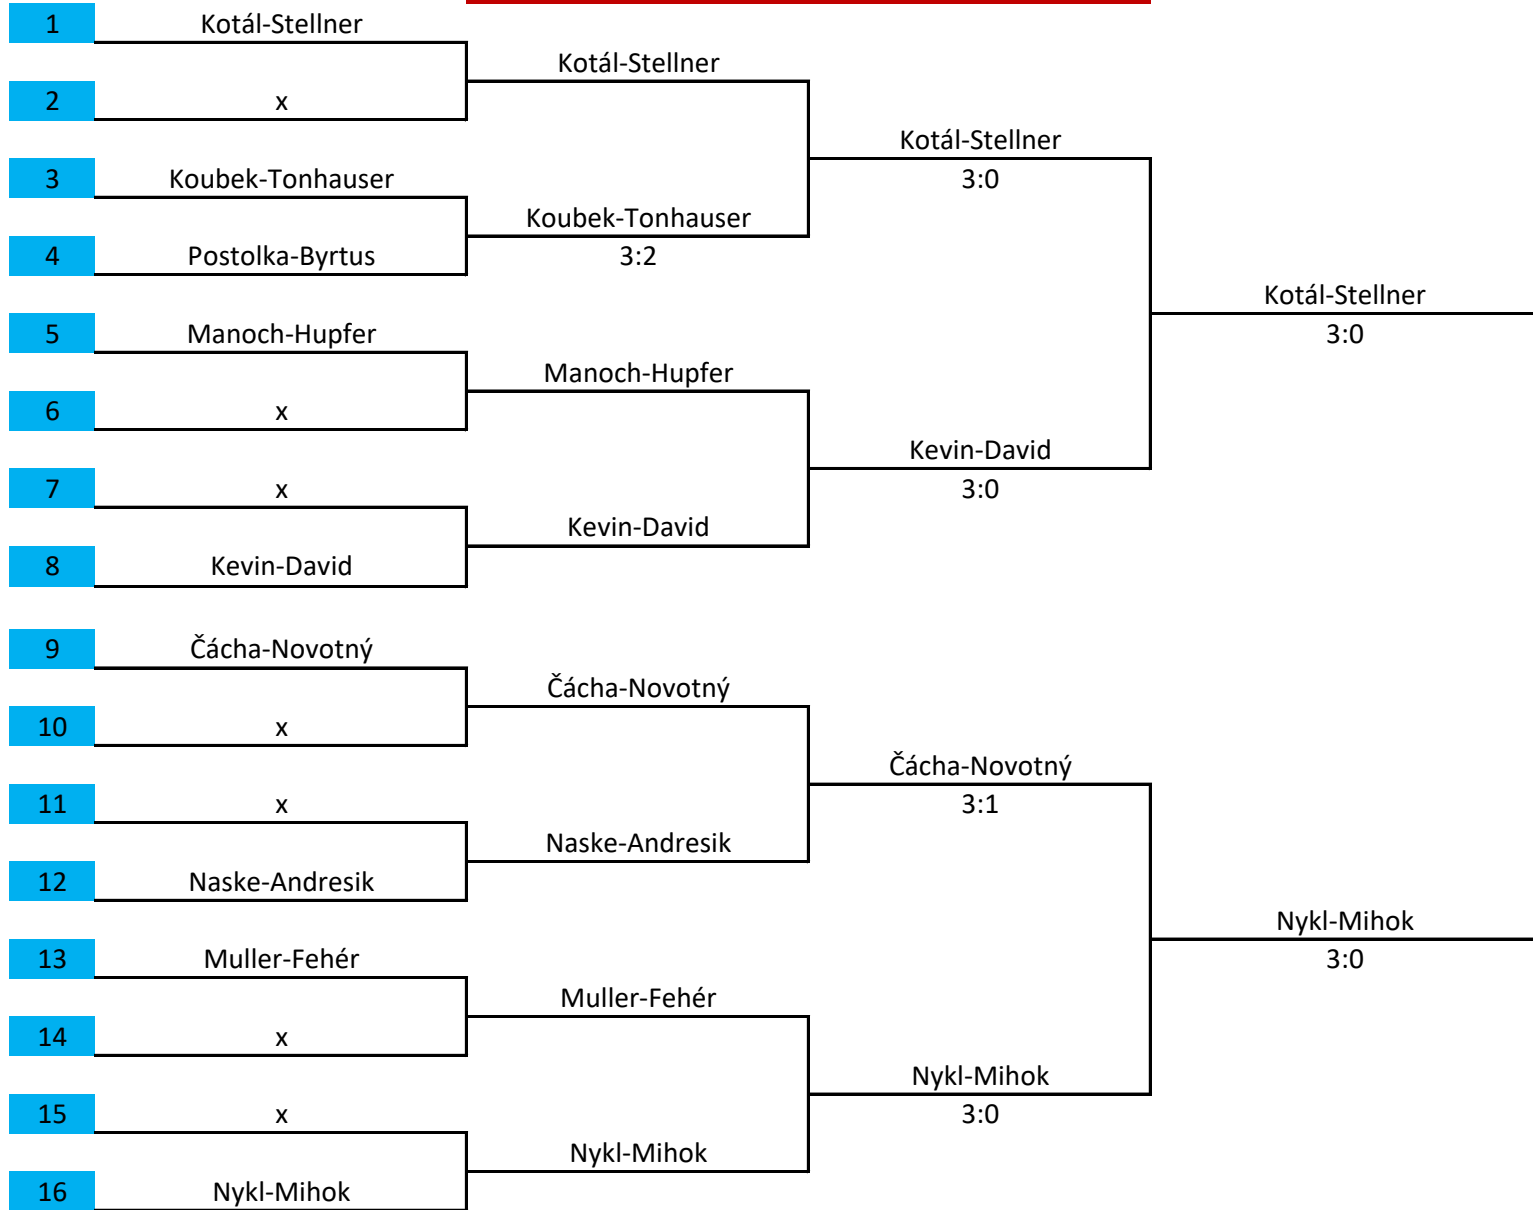 1 Kotál-Stellner
Kotál-Stellner
2 x
Kotál-Stellner
3 Koubek-Tonhauser 3:0
Koubek-Tonhauser
4 Postolka-Byrtus 3:2
Kotál-Stellner
5 Manoch-Hupfer 3:0
Manoch-Hupfer
6 x
Kevin-David
7 x 3:0
Kevin-David
8 Kevin-David
9 Čácha-Novotný
Čácha-Novotný
10 x
Čácha-Novotný
11 x 3:1
Naske-Andresik
12 Naske-Andresik
Nykl-Mihok
13 Muller-Fehér 3:0
Muller-Fehér
14 x
Nykl-Mihok
15 x 3:0
Nykl-Mihok
16 Nykl-Mihok